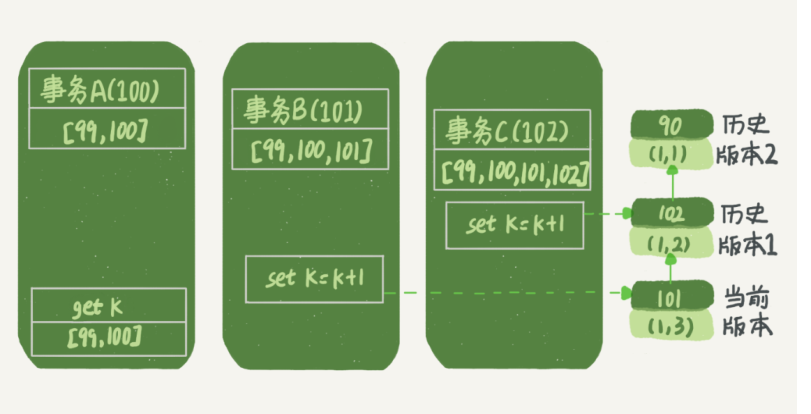 事务A(100)
[99,100]
get K
[99,100]
事务B(101)
[99,100,101]
set K=K+1
事务C(102)
[99,100,101,102]
set K=K+1
90
(1,1)
历史
版本2
102
(1,2)
历史
版本1
101
(1,3)
当前
版本